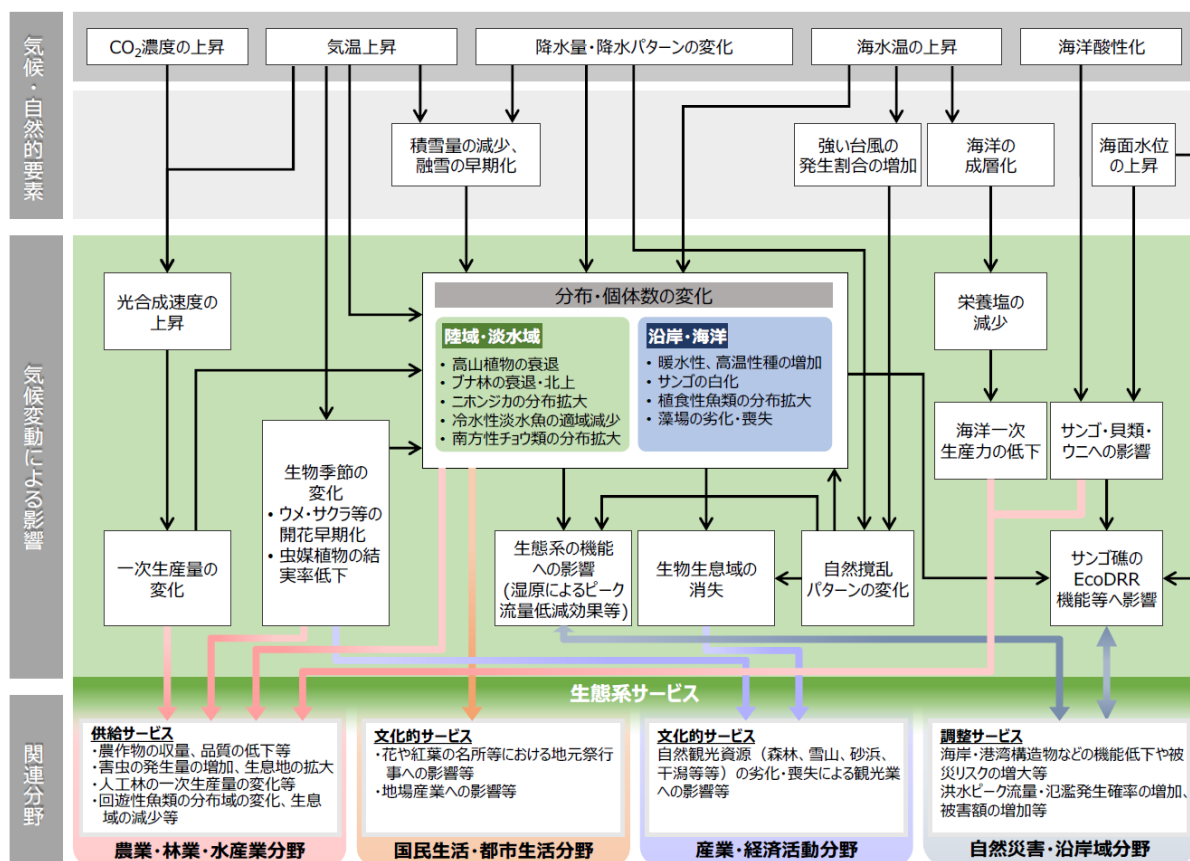 気候・自然的要素
CO₂濃度の上昇
気温上昇
降水量・降水パターンの変化
海水温の上昇
海洋酸性化
積雪量の減少、
融雪の早期化
強い台風の
発生割合の増加
海洋の
成層化
海面水位
の上昇
気候変動による影響
光合成速度の
上昇
分布・個体数の変化
陸域・淡水域
• 高山植物の衰退
• ブナ林の衰退・北上
• ニホンジカの分布拡大
• 冷水性淡水魚の適域減少
• 南方性チョウ類の分布拡大
沿岸・海洋
• 暖水性、高温性種の増加
• サンゴの白化
• 植食性魚類の分布拡大
• 藻場の劣化・喪失
栄養塩の
減少
海洋一次
生産力の低下
サンゴ・貝類・
ウニへの影響
生物季節の
変化
• ウメ・サクラ等の
開花早期化
• 虫媒植物の結
実率低下
一次生産量の
変化
生態系の機能
への影響
(湿原によるピーク
流量低減効果等)
生物生息域の
消失
自然撹乱
パターンの変化
サンゴ礁の
EcoDRR
機能等へ影響
生態系サービス
関連分野
供給サービス
・農作物の収量、品質の低下等
・害虫の発生量の増加、生息地の拡大
・人工林の一次生産量の変化等
・回遊性魚類の分布域の変化、生息
域の減少等
農業・林業・水産業分野
文化的サービス
・花や紅葉の名所等における地元祭行
事への影響等
・地場産業への影響等
国民生活・都市生活分野
文化的サービス
自然観光資源（森林、雪山、砂浜、
干潟等等）の劣化・喪失による観光業
への影響等
産業・経済活動分野
調整サービス
海岸・港湾構造物などの機能低下や被
災リスクの増大等
洪水ピーク流量・氾濫発生確率の増加、
被害額の増加等
自然災害・沿岸域分野